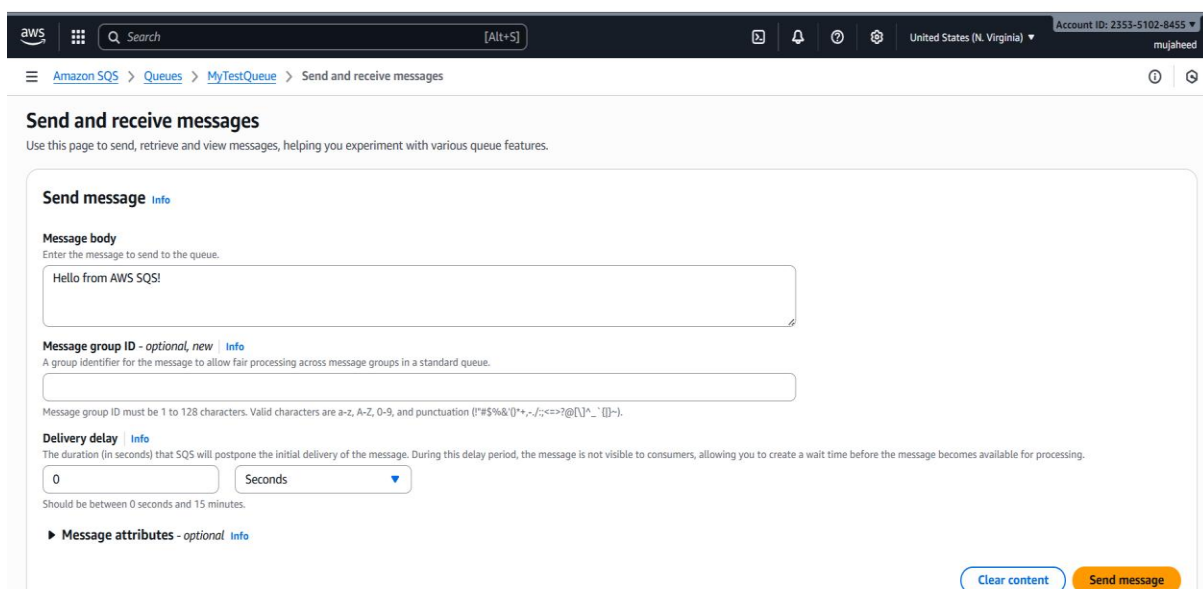 aws
Search [Alt+S]
United States (N. Virginia)
Account ID: 2353-5102-8455
mujaheed
Amazon SQS > Queues > MyTestQueue > Send and receive messages
Send and receive messages
Use this page to send, retrieve and view messages, helping you experiment with various queue features.
Send message Info
Message body
Enter the message to send to the queue.
Hello from AWS SQS!
Message group ID - optional, new Info
A group identifier for the message to allow fair processing across message groups in a standard queue.
Message group ID must be 1 to 128 characters. Valid characters are a-z, A-Z, 0-9, and punctuation (!"#$%&'()*+,-./:;<=>?@[\]^_`{|}~).
Delivery delay Info
The duration (in seconds) that SQS will postpone the initial delivery of the message. During this delay period, the message is not visible to consumers, allowing you to create a wait time before the message becomes available for processing.
0 Seconds
Should be between 0 seconds and 15 minutes.
Message attributes - optional Info
Clear content Send message